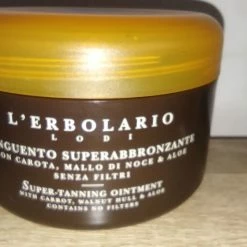 L'ERBOLARIO
LODI
NGUENTO SUPERABBRONZANTE
ON CAROTA, MALLO DI NOCE & ALOE
SENZA FILTRI
SUPER-TANNING OINTMENT
WITH CARROT, WALNUT HULL & ALOE
CONTAINS NO FILTERS